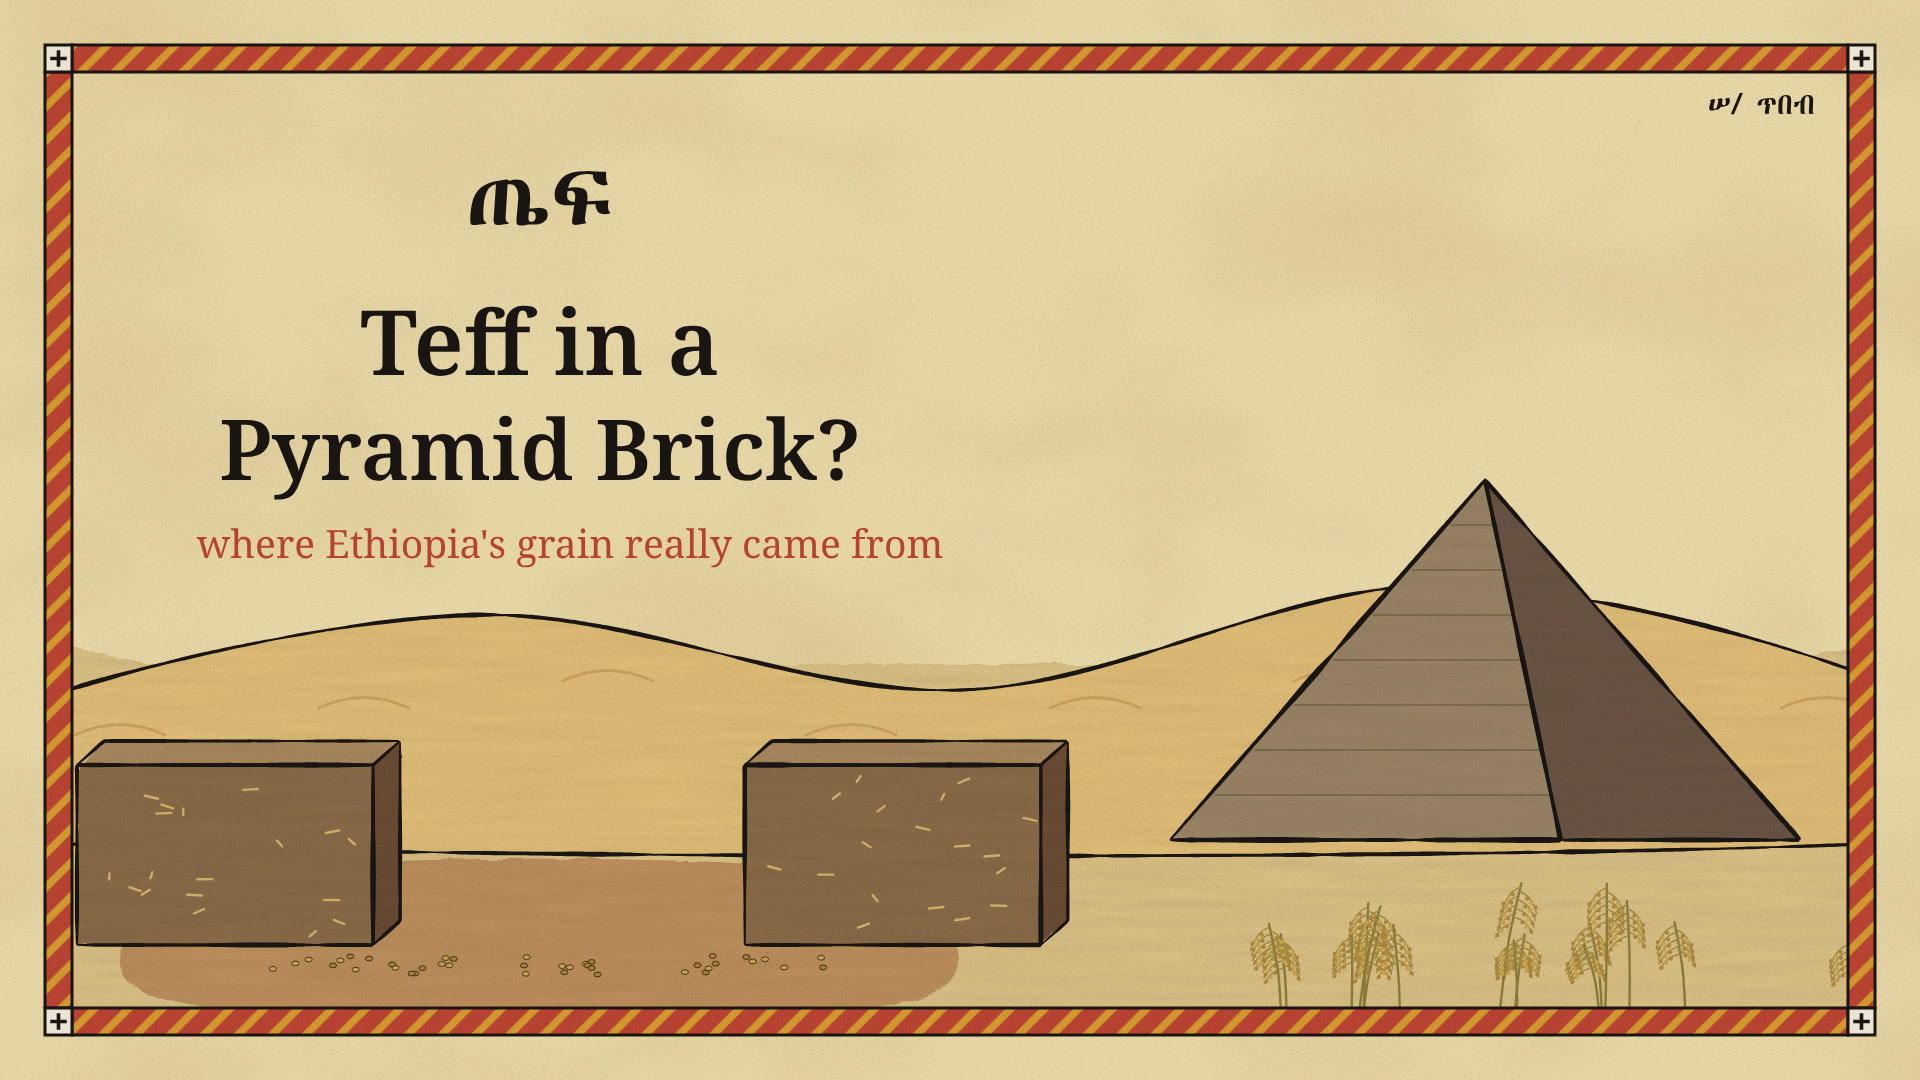 ሠ/ ጥበብ
ጤፍ
Teff in a
Pyramid Brick?
where Ethiopia's grain really came from